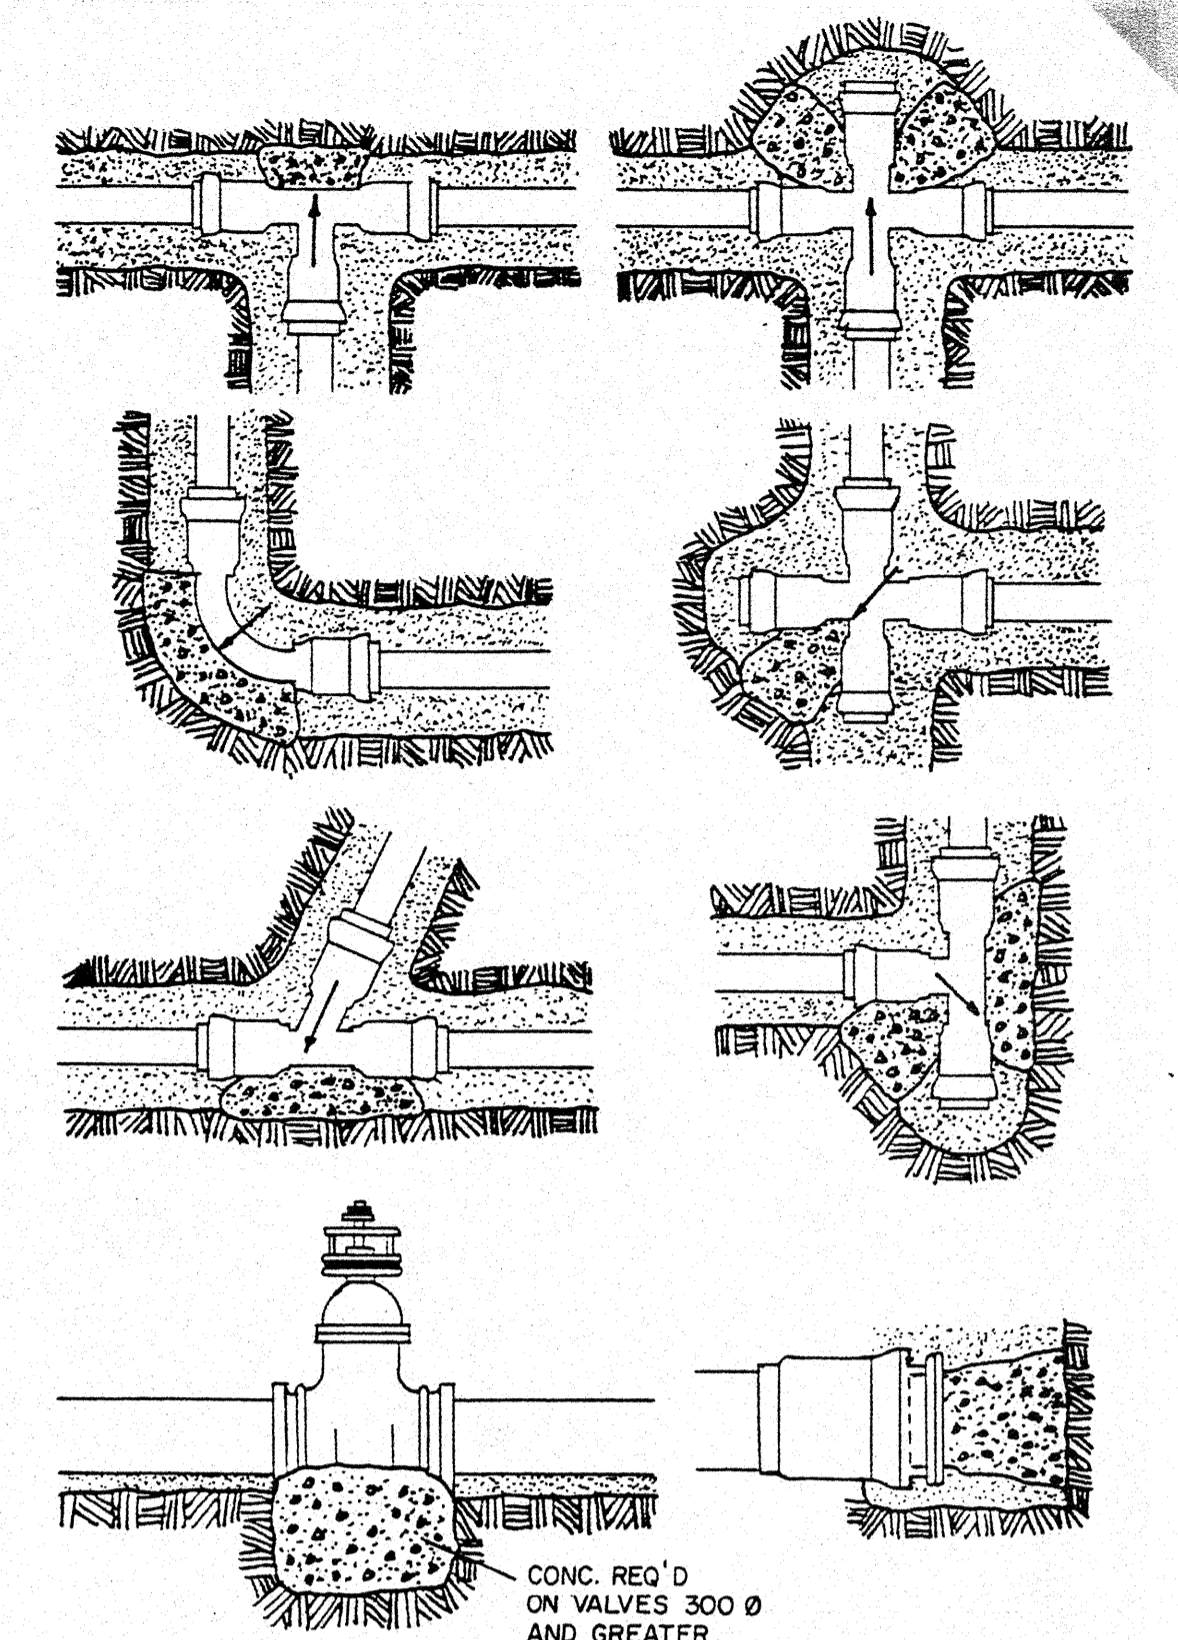 CONC. REQ'D
ON VALVES 300 Ø
AND GREATER